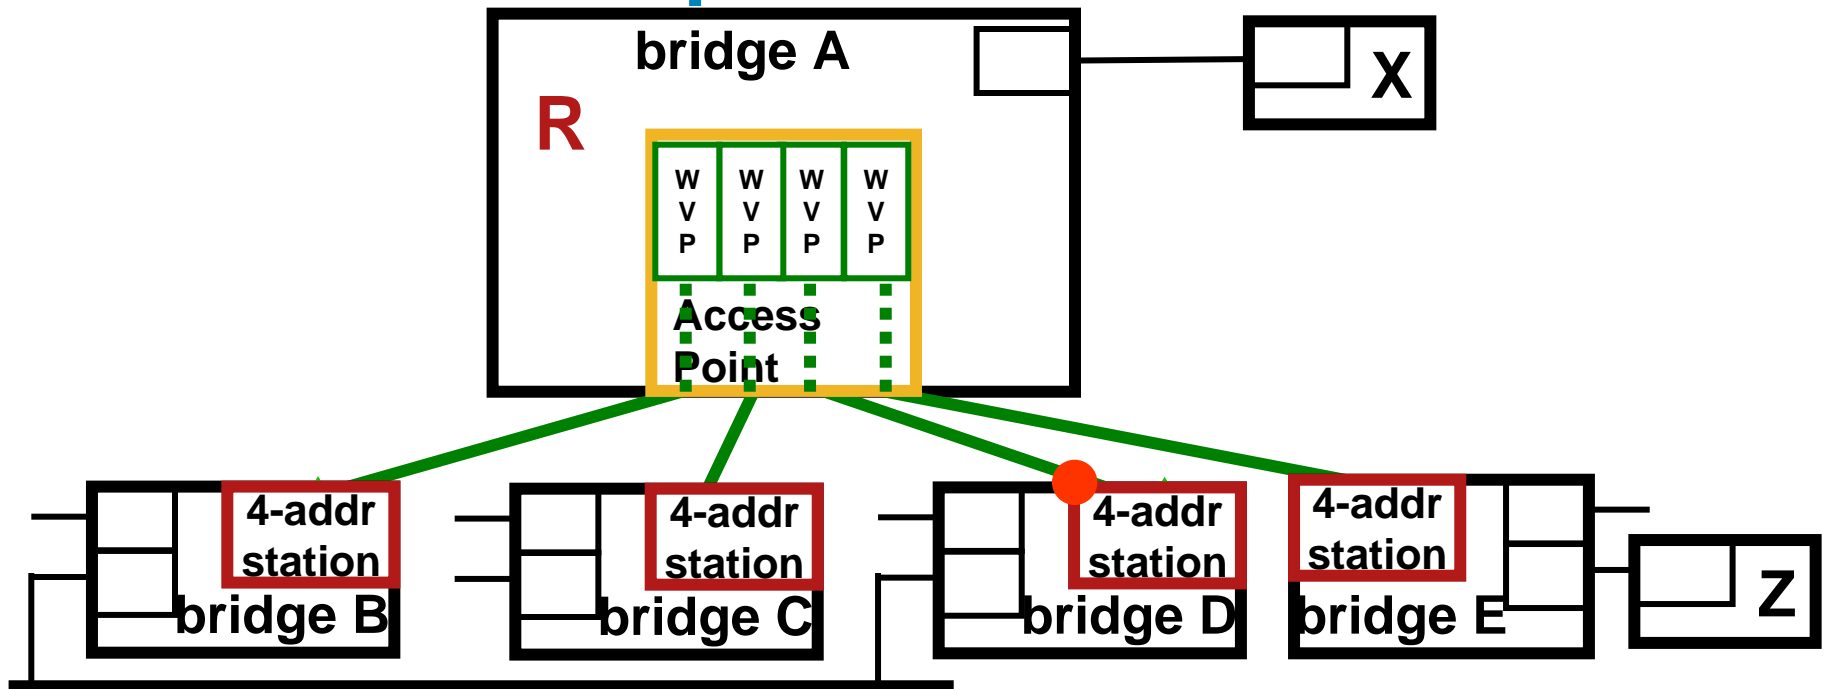 bridge A
X
R
W W W W
V V V V
P P P P
Access
Point
4-addr
station
bridge B
4-addr
station
bridge C
4-addr
station
bridge D
4-addr
station
bridge E
Z